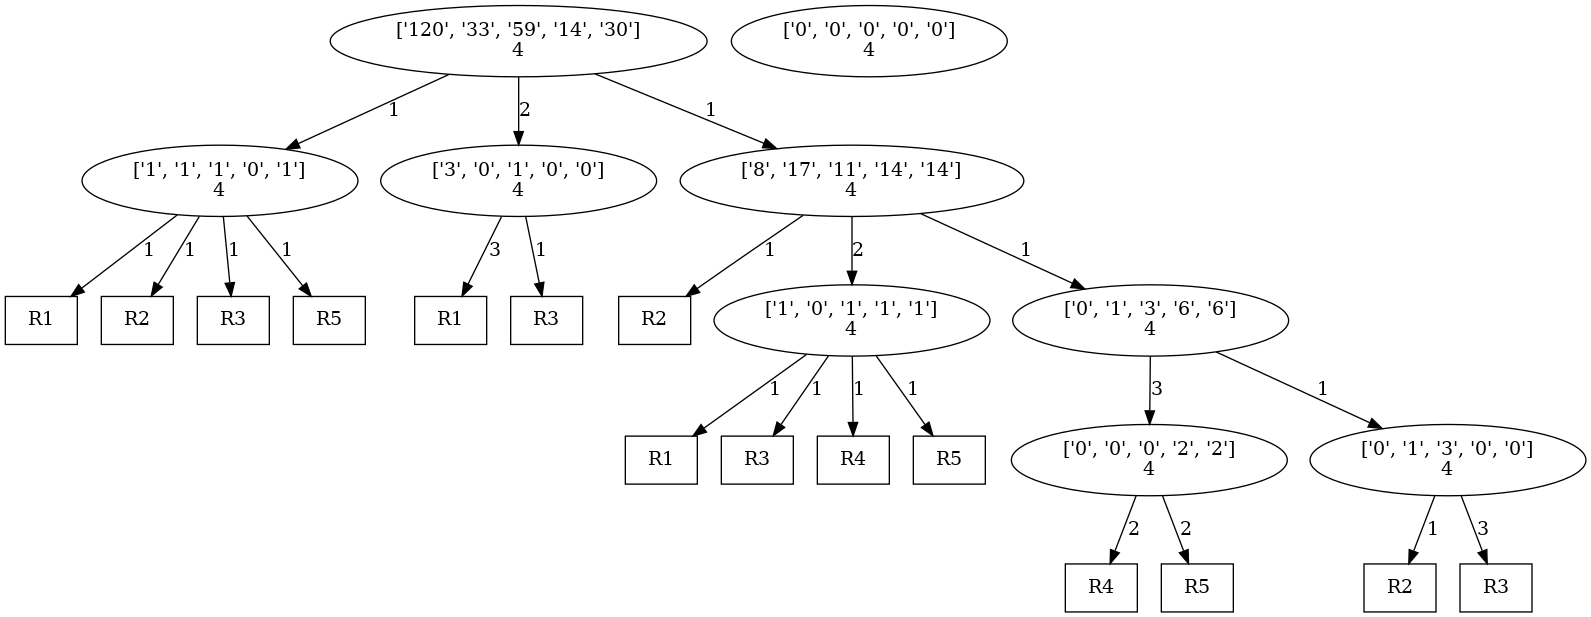 ['120', '33', '59', '14', '30']
4
['0', '0', '0', '0', '0']
4
1
2
1
['1', '1', '1', '0', '1']
4
['3', '0', '1', '0', '0']
4
['8', '17', '11', '14', '14']
4
1
1
1
1
3
1
1
2
1
R1
R2
R3
R5
R1
R3
R2
['1', '0', '1', '1', '1']
4
['0', '1', '3', '6', '6']
4
1
1
1
1
3
1
R1
R3
R4
R5
['0', '0', '0', '2', '2']
4
['0', '1', '3', '0', '0']
4
2
2
1
3
R4
R5
R2
R3